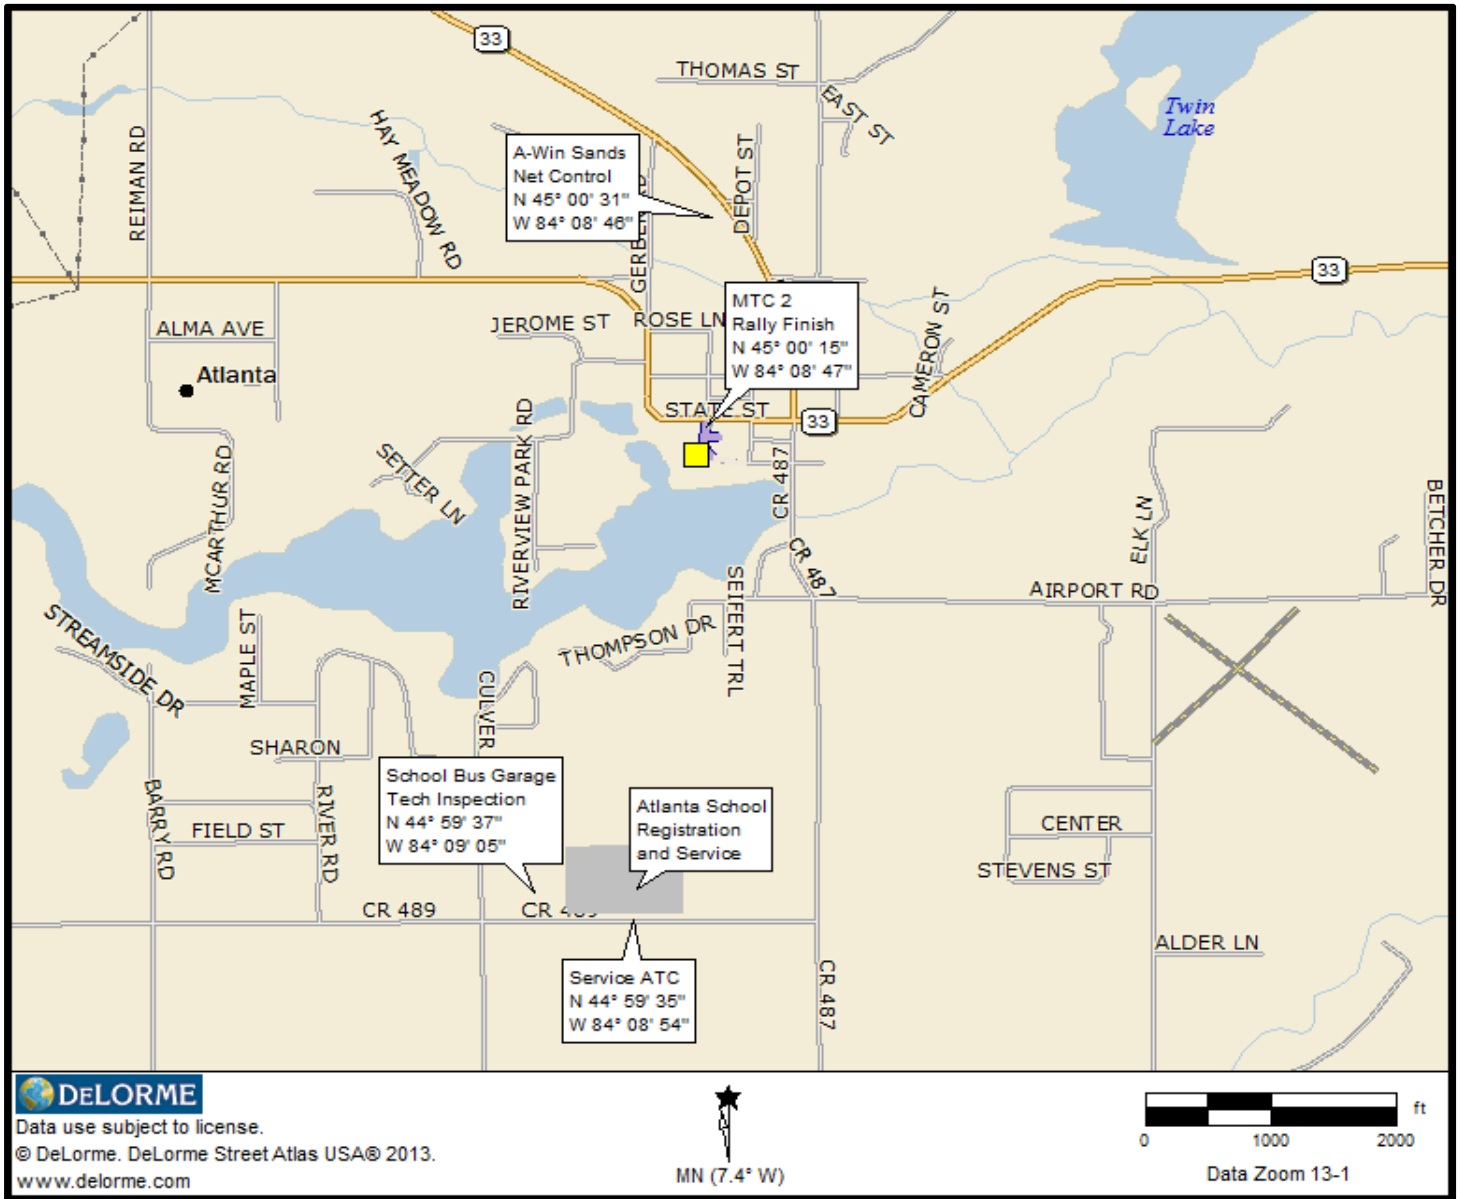 33
THOMAS ST
EAST ST
Twin
Lake
REIMAN RD
HAY MEADOW RD
A-Win Sands
Net Control
N 45° 00' 31"
W 84° 08' 46"
DEPOT ST
33
MTC 2
Rally Finish
N 45° 00' 15"
W 84° 08' 47"
ALMA AVE
JEROME ST
ROSE LN
CAMERON ST
Atlanta
STATE ST
33
SETTER LN
RIVERVIEW PARK RD
MCARTHUR RD
CR 487
CR 487
ELK LN
BETCHER DR
AIRPORT RD
SEIFERT TRL
THOMPSON DR
STREAMSIDE DR
MAPLE ST
CULVER
SHARON
School Bus Garage
Tech Inspection
N 44° 59' 37"
W 84° 09' 05"
Atlanta School
Registration
and Service
BARRY RD
FIELD ST
RIVER RD
CENTER
STEVENS ST
CR 489
CR 489
ALDER LN
Service ATC
N 44° 59' 35"
W 84° 08' 54"
CR 487
DELORME
Data use subject to license.
© DeLorme. DeLorme Street Atlas USA® 2013.
www.delorme.com
MN (7.4° W)
ft
0 1000 2000
Data Zoom 13-1